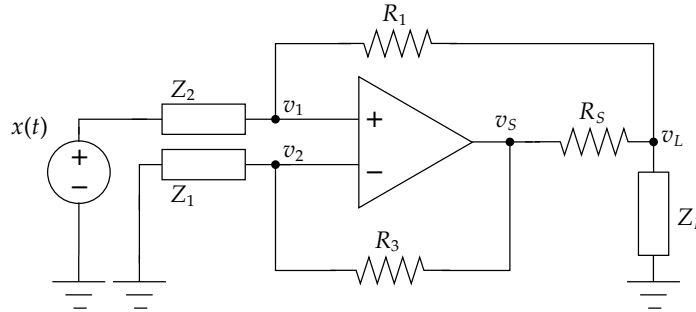 R1
Z2
v1
x(t)
+
vS
RS
vL
+
−
v2
−
Z1
R3